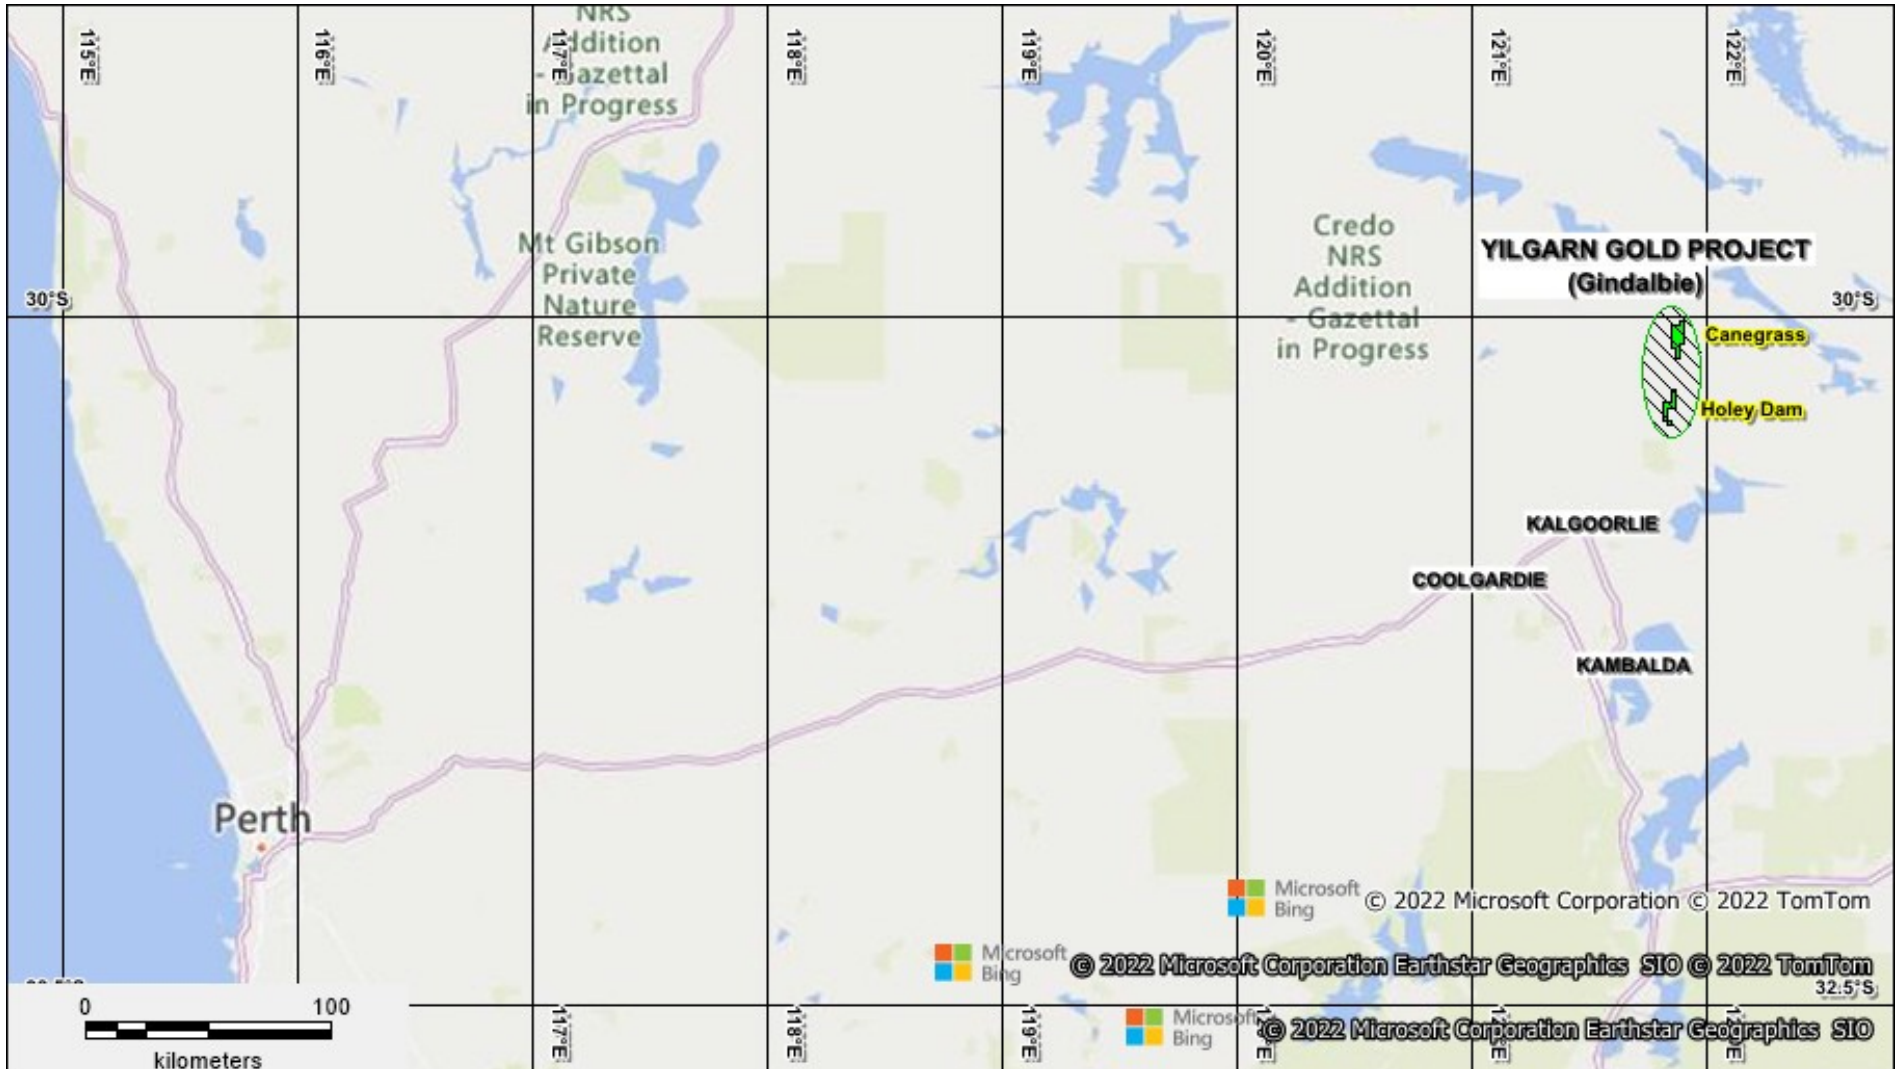 115°E
116°E
117°E
118°E
119°E
120°E
121°E
122°E
NRS
Addition
- Gazettal
in Progress
Mt Gibson
Private
Nature
Reserve
Credo
NRS
Addition
- Gazettal
in Progress
YILGARN GOLD PROJECT
(Gindalbie)
30°S
30°S
Canegrass
Holey Dam
KALGOORLIE
COOLGARDIE
KAMBALDA
Perth
Microsoft
Bing
© 2022 Microsoft Corporation © 2022 TomTom
Microsoft
Bing
© 2022 Microsoft Corporation Earthstar Geographics SIO © 2022 TomTom
32.5°S
0 100
kilometers
117°E
118°E
119°E
Microsoft
Bing
© 2022 Microsoft Corporation Earthstar Geographics SIO